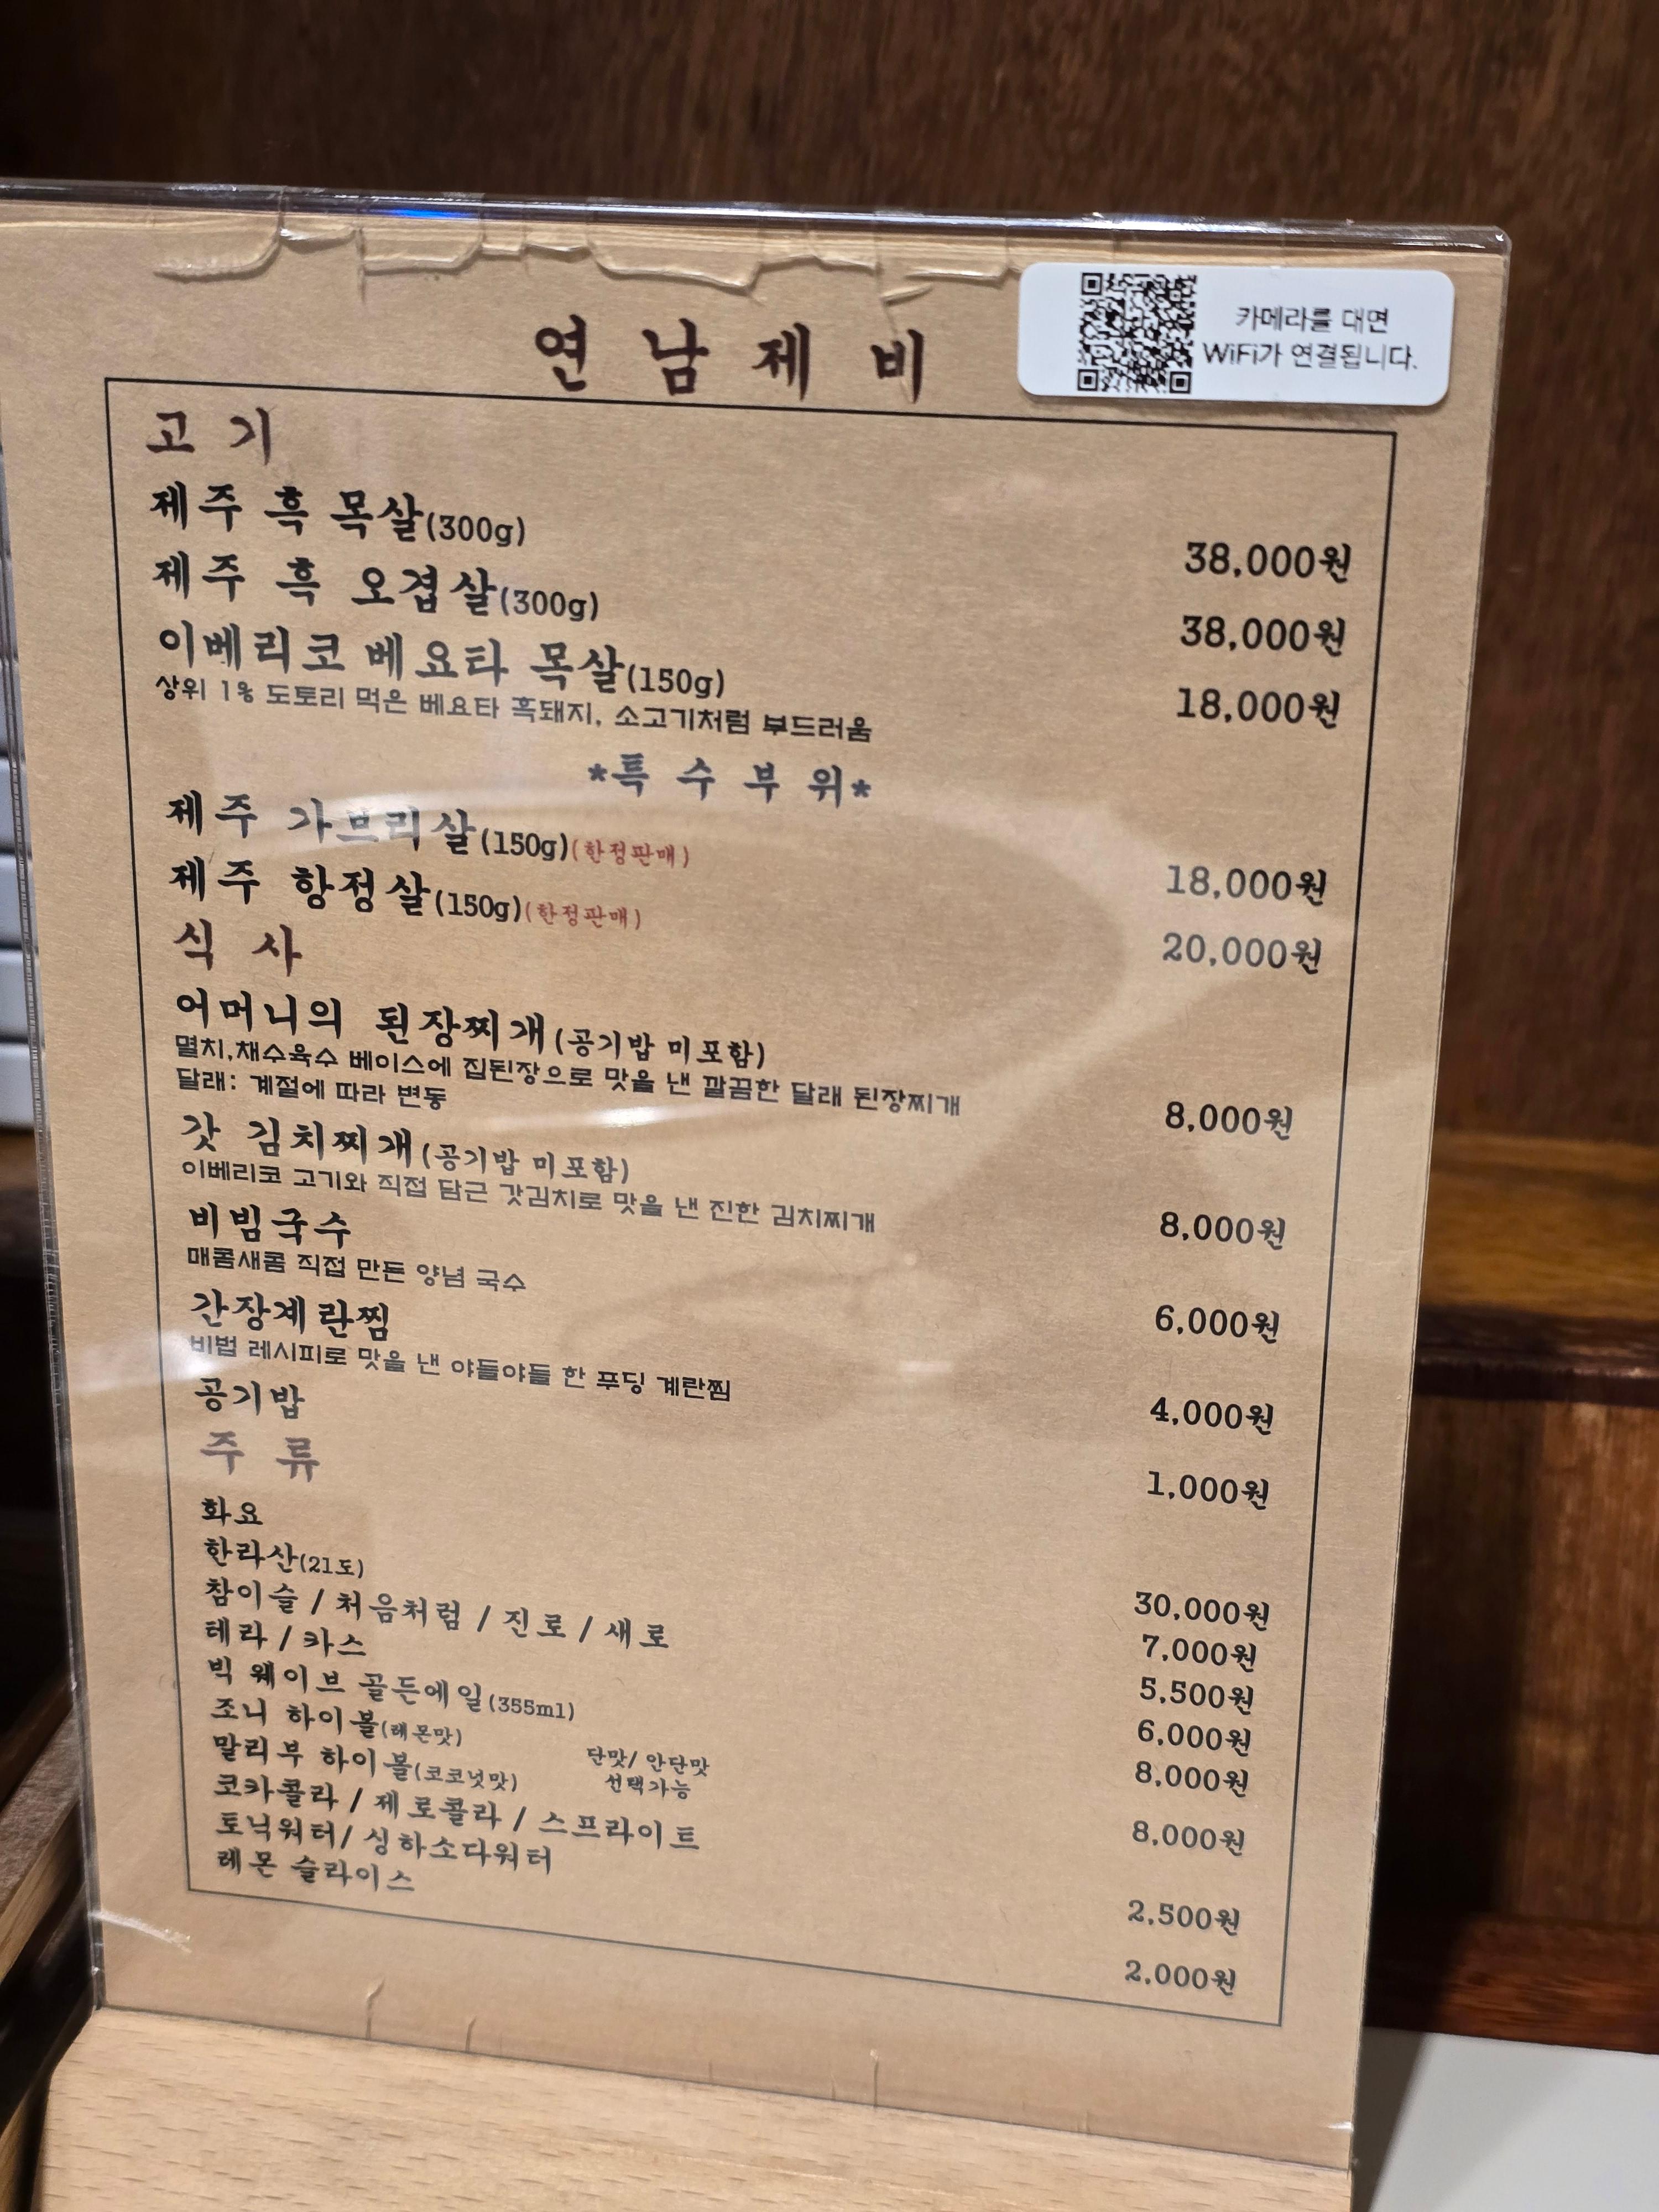 카메라를 대면
WiFi가 연결됩니다.
연남제비
고기
제주 흑 목살(300g) 38,000원
제주 흑 오겹살(300g) 38,000원
이베리코 베요타 목살(150g) 18,000원
상위 1% 도토리 먹은 베요타 흑돼지, 소고기처럼 부드러움
*특수부위*
제주 가브리살(150g)(한정판매) 18,000원
제주 항정살(150g)(한정판매) 20,000원
식사
어머니의 된장찌개(공기밥 미포함) 8,000원
멸치,채수육수 베이스에 집된장으로 맛을 낸 깔끔한 달래 된장찌개
달래: 계절에 따라 변동
갓 김치찌개(공기밥 미포함) 8,000원
이베리코 고기와 직접 담근 갓김치로 맛을 낸 진한 김치찌개
비빔국수 6,000원
매콤새콤 직접 만든 양념 국수
간장계란찜 4,000원
비법 레시피로 맛을 낸 야들야들 한 푸딩 계란찜
공기밥 1,000원
주류
화요 30,000원
한라산(21도) 7,000원
참이슬 / 처음처럼 / 진로 / 새로 5,500원
테라 / 카스 6,000원
빅 웨이브 골든에일(355ml) 8,000원
조니 하이볼(레몬맛)
단맛/ 안단맛 8,000원
말리부 하이볼(코코넛맛) 선택가능
코카콜라 / 제로콜라 / 스프라이트 2,500원
토닉워터/ 싱하소다워터
레몬 슬라이스 2,000원